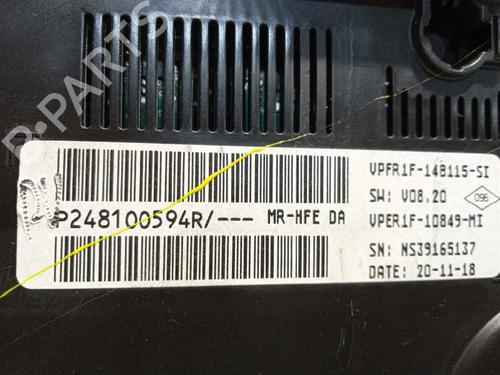 B-PARTS
P248100594R/---
MR-HFE DA
VPFR1F-14B115-SI
SW: V08.20
096
VPER1F-10849-MI
SN: NS39165137
DATE: 20-11-18